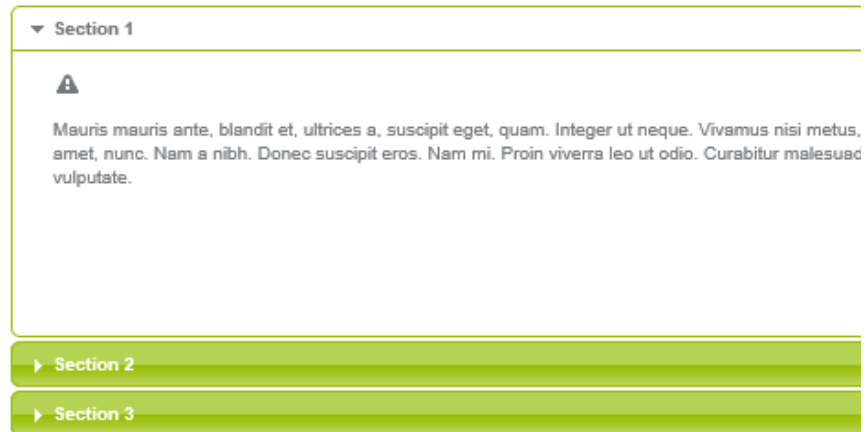 Section 1
Mauris mauris ante, blandit et, ultrices a, suscipit eget, quam. Integer ut neque. Vivamus nisi metus,
amet, nunc. Nam a nibh. Donec suscipit eros. Nam mi. Proin viverra leo ut odio. Curabitur malesuad
vulputate.
Section 2
Section 3